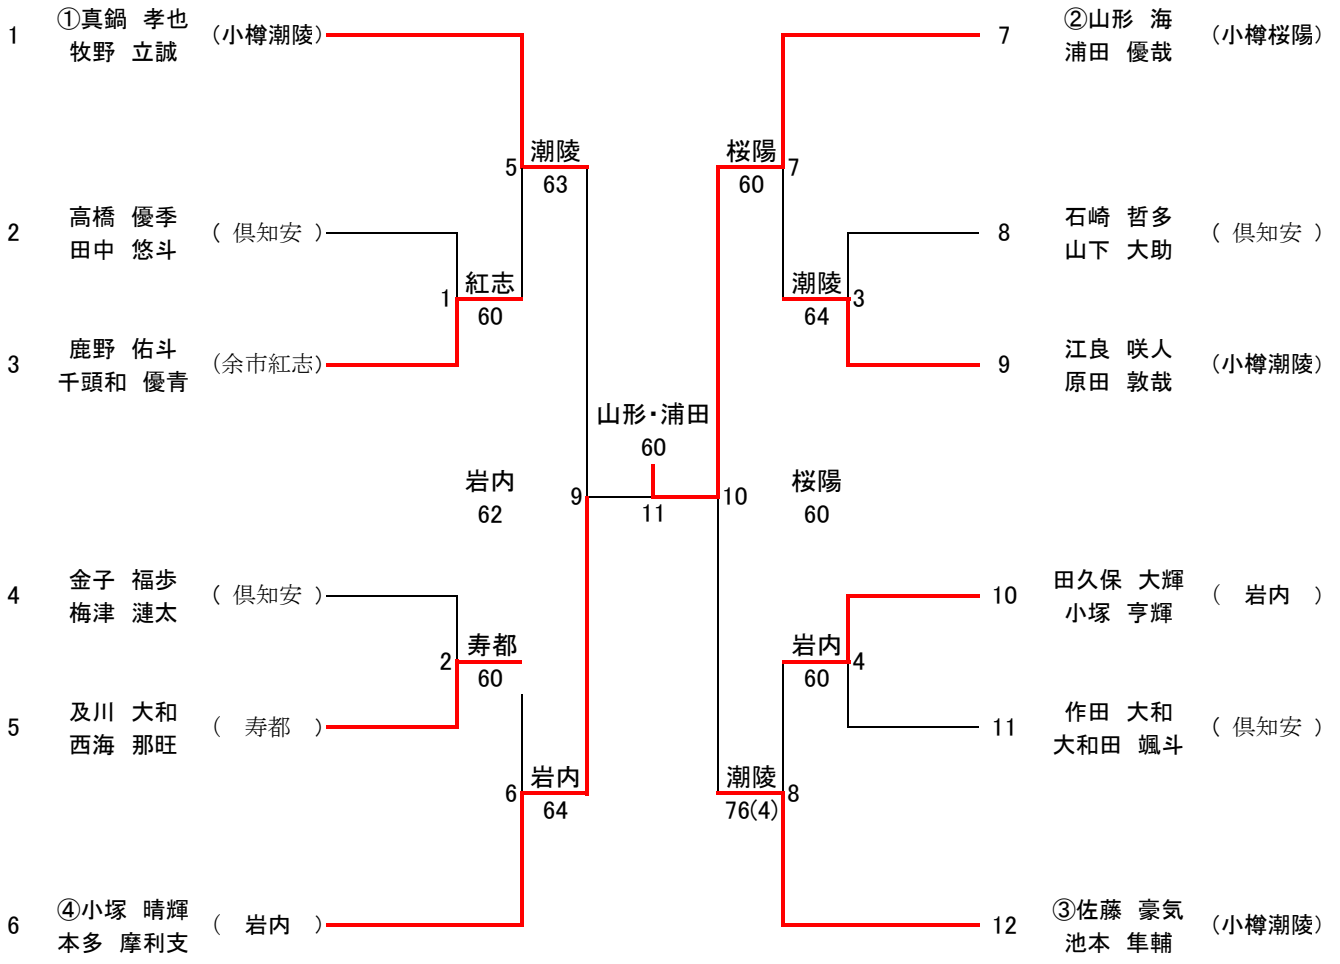 1 ①真鍋 孝也 (小樽潮陵)
牧野 立誠
7 ②山形 海 (小樽桜陽)
浦田 優哉
5 潮陵
63
桜陽 7
60
2 高橋 優季 ( 倶知安 )
田中 悠斗
8 石崎 哲多 ( 倶知安 )
山下 大助
1 紅志
60
潮陵 3
64
3 鹿野 佑斗 (余市紅志)
千頭和 優青
9 江良 咲人 (小樽潮陵)
原田 敦哉
山形・浦田
60
岩内
62
9
11
10
桜陽
60
4 金子 福歩 ( 倶知安 )
梅津 漣太
10 田久保 大輝 ( 岩内 )
小塚 亨輝
2 寿都
60
岩内 4
60
5 及川 大和 ( 寿都 )
西海 那旺
11 作田 大和 ( 倶知安 )
大和田 颯斗
6 岩内
64
潮陵 8
76(4)
6 ④小塚 晴輝 ( 岩内 )
本多 摩利支
12 ③佐藤 豪気 (小樽潮陵)
池本 隼輔